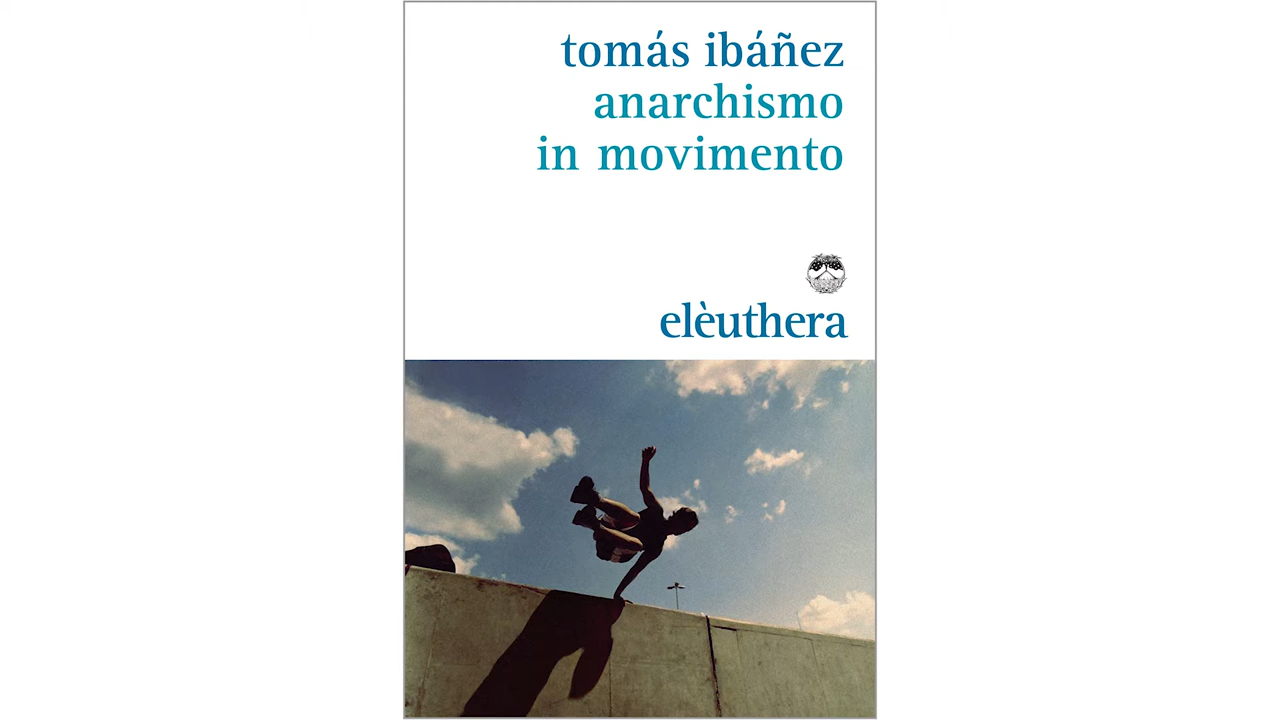 tomás ibáñez
anarchismo
in movimento
elèuthera